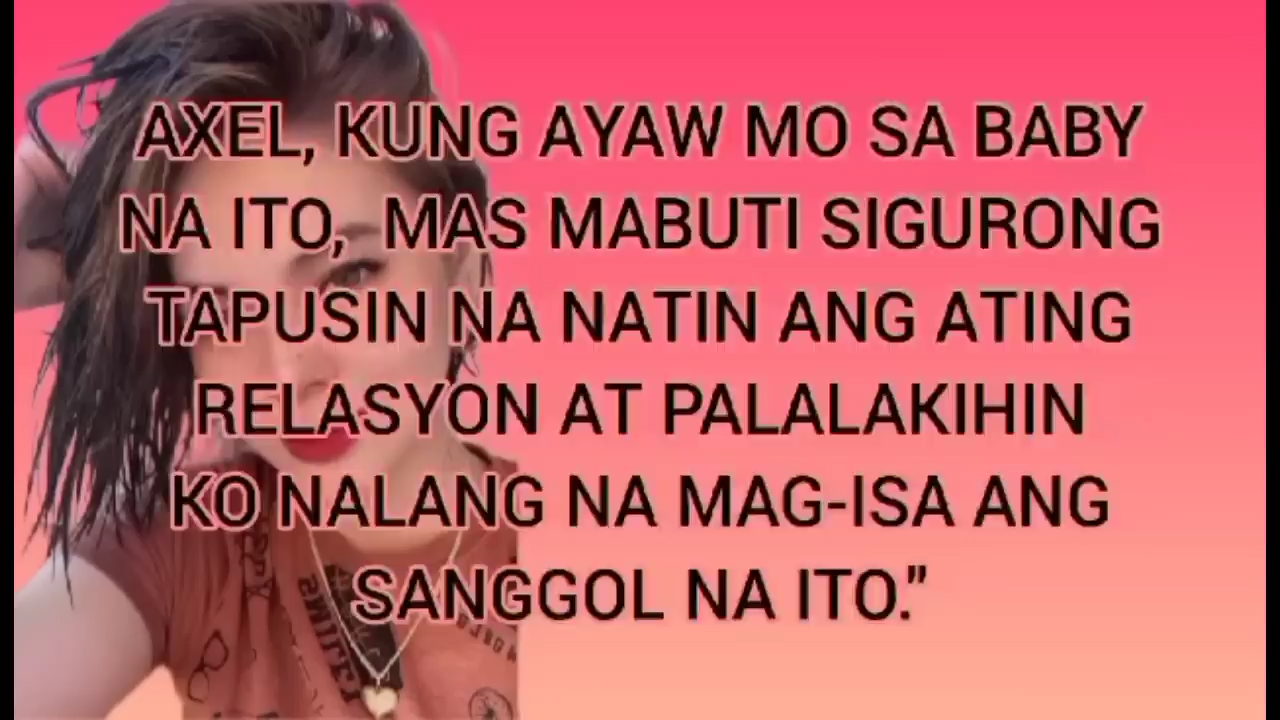 AXEL, KUNG AYAW MO SA BABY
NA ITO, MAS MABUTI SIGURONG
TAPUSIN NA NATIN ANG ATING
RELASYON AT PALALAKIHIN
KO NALANG NA MAG-ISA ANG
SANGGOL NA ITO."